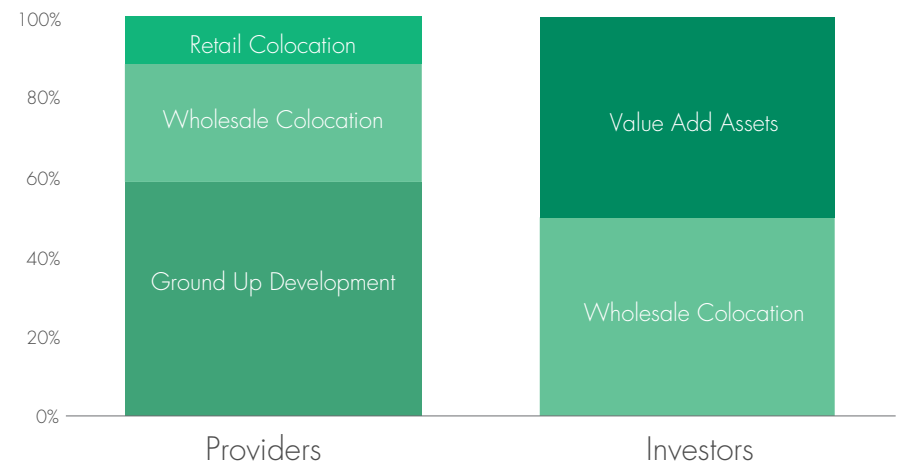 100%
80%
60%
40%
20%
0%
Retail Colocation
Wholesale Colocation
Ground Up Development
Value Add Assets
Wholesale Colocation
Providers
Investors